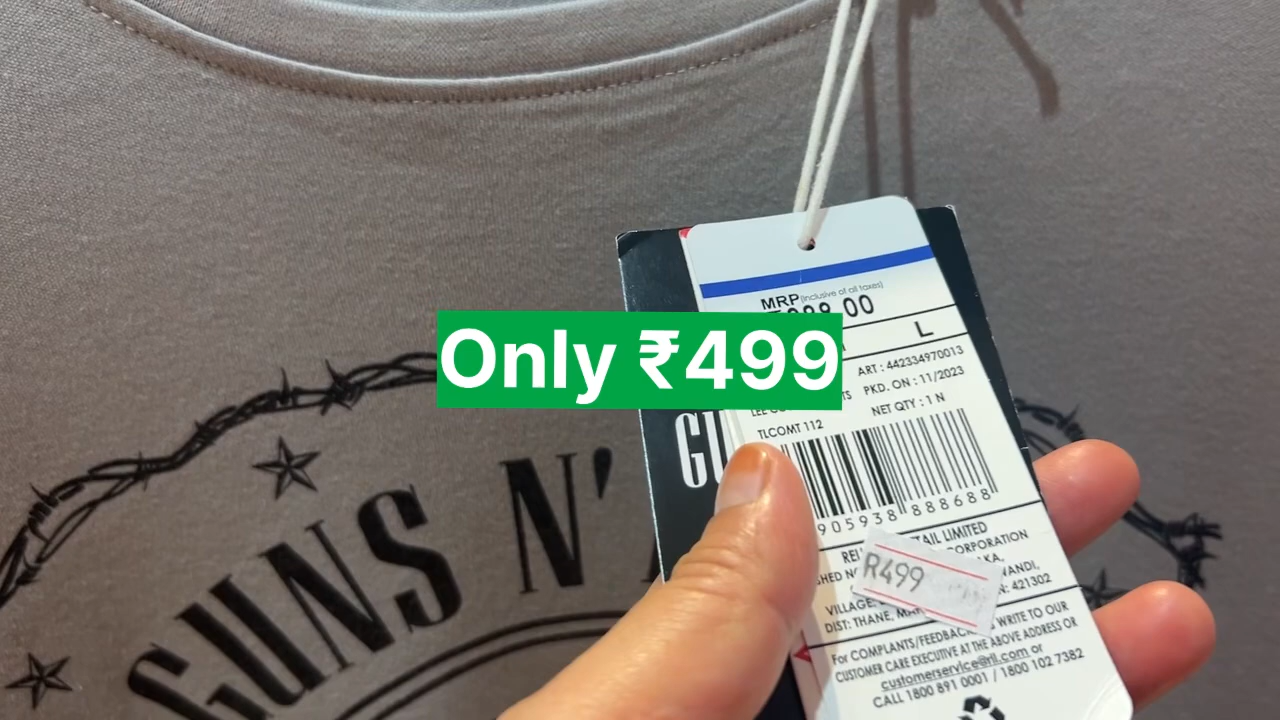 MRP (Inclusive of all taxes)
L
Only ₹499
ART : 442334970013
PKD. ON : 11/2023
NET QTY : 1 N
TLCOMT 112
905938 888688
LIMITED
CORPORATION
R499
421302
VILLAGE
DIST: THANE,
For COMPLANTS/FEEDBACK WRITE TO OUR
CUSTOMER CARE EXECUTIVE AT THE ABOVE ADDRESS OR
customerservice@ril.com or
CALL 1800 891 0001 / 1800 102 7382
GUNS N'